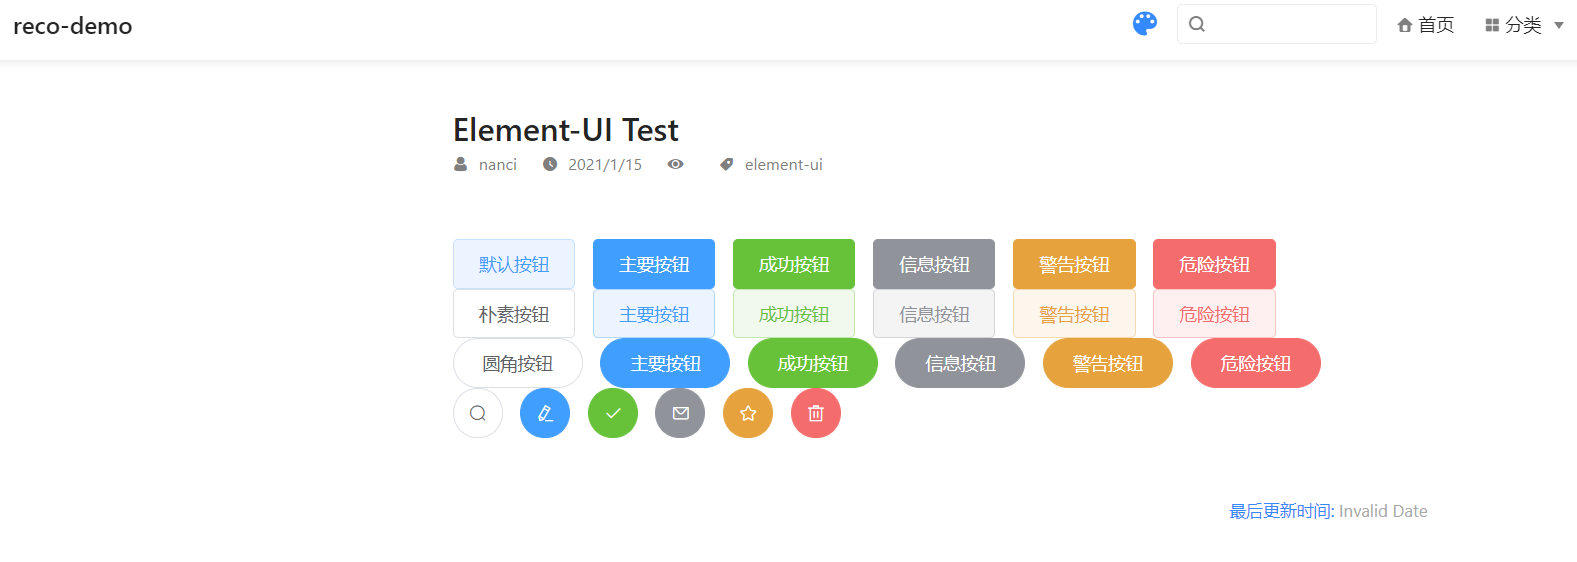 reco-demo 首页 分类
Element-UI Test
nanci 2021/1/15 element-ui
默认按钮 主要按钮 成功按钮 信息按钮 警告按钮 危险按钮
朴素按钮 主要按钮 成功按钮 信息按钮 警告按钮 危险按钮
圆角按钮 主要按钮 成功按钮 信息按钮 警告按钮 危险按钮
最后更新时间: Invalid Date